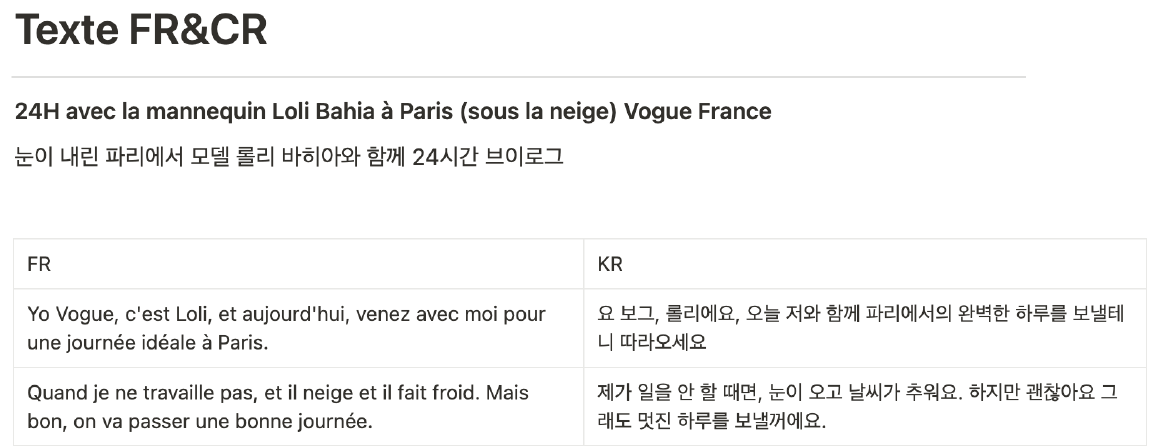 Texte FR&CR
24H avec la mannequin Loli Bahia à Paris (sous la neige) Vogue France
눈이 내린 파리에서 모델 롤리 바히아와 함께 24시간 브이로그
FR
KR
Yo Vogue, c'est Loli, et aujourd'hui, venez avec moi pour
une journée idéale à Paris.
요 보그, 롤리에요, 오늘 저와 함께 파리에서의 완벽한 하루를 보낼테
니 따라오세요
Quand je ne travaille pas, et il neige et il fait froid. Mais
bon, on va passer une bonne journée.
제가 일을 안 할 때면, 눈이 오고 날씨가 추워요. 하지만 괜찮아요 그
래도 멋진 하루를 보낼꺼에요.